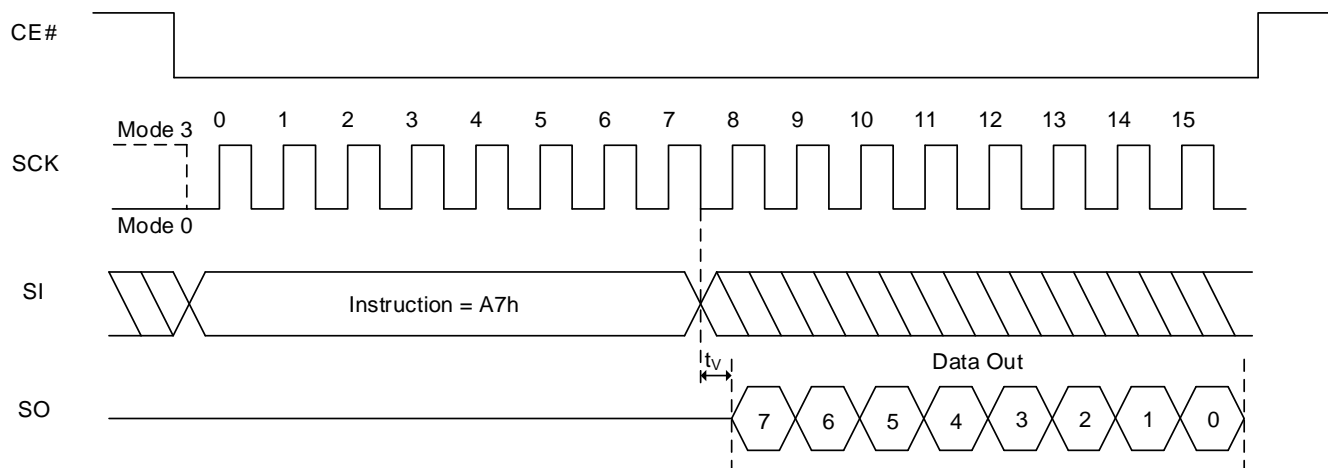 CE#
0 1 2 3 4 5 6 7 8 9 10 11 12 13 14 15
Mode 3
SCK
Mode 0
SI
Instruction = A7h
tV
Data Out
SO
7 6 5 4 3 2 1 0